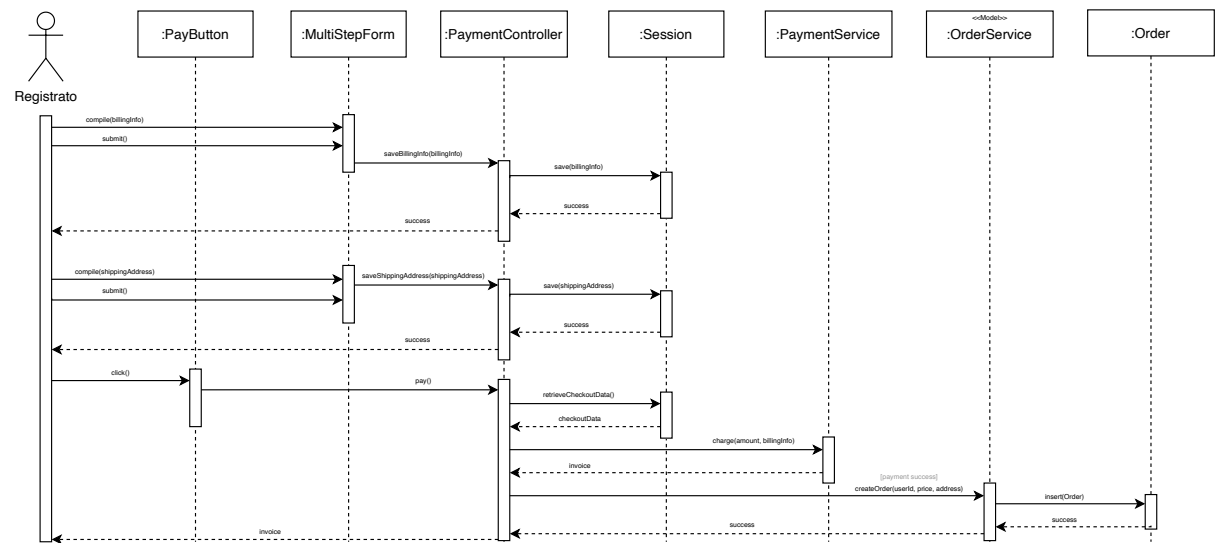 <<Model>>
:PayButton
:MultiStepForm
:PaymentController
:Session
:PaymentService
:OrderService
:Order
Registrato
compile(billingInfo)
submit()
saveBillingInfo(billingInfo)
save(billingInfo)
success
success
compile(shippingAddress)
saveShippingAddress(shippingAddress)
submit()
save(shippingAddress)
success
success
click()
pay()
retrieveCheckoutData()
checkoutData
charge(amount, billingInfo)
invoice
[payment success]
createOrder(userId, price, address)
insert(Order)
success
success
invoice